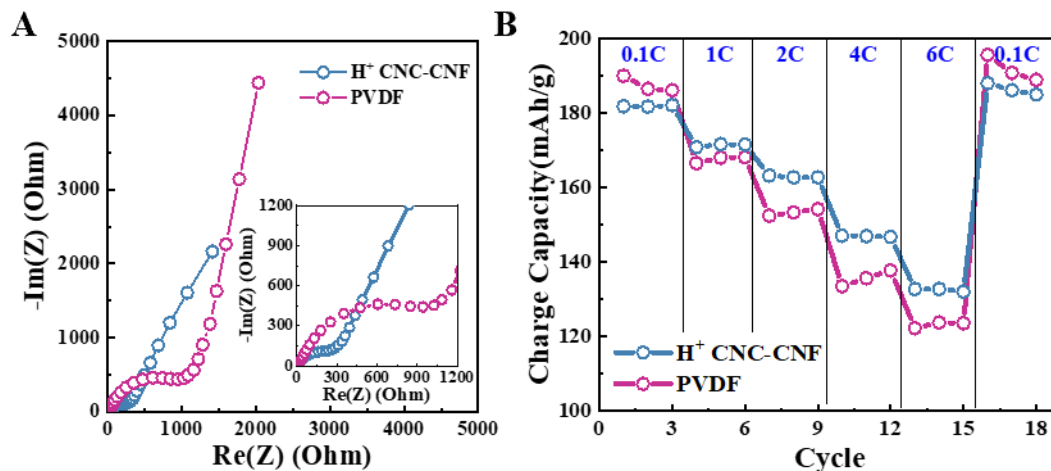 A
5000
4000
3000
2000
1000
0
-Im(Z) (Ohm)
H⁺ CNC-CNF
PVDF
1200
900
600
300
0
-Im(Z) (Ohm)
0 300 600 900 1200
Re(Z) (Ohm)
0 1000 2000 3000 4000 5000
Re(Z) (Ohm)
B
200
180
160
140
120
100
Charge Capacity(mAh/g)
0.1C 1C 2C 4C 6C 0.1C
H⁺ CNC-CNF
PVDF
0 3 6 9 12 15 18
Cycle